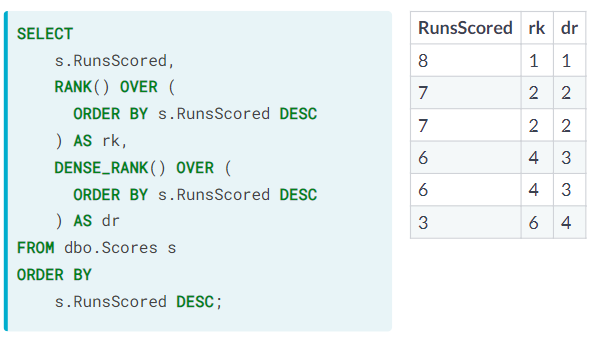 SELECT
    s.RunsScored,
    RANK() OVER (
      ORDER BY s.RunsScored DESC
    ) AS rk,
    DENSE_RANK() OVER (
      ORDER BY s.RunsScored DESC
    ) AS dr
FROM dbo.Scores s
ORDER BY
    s.RunsScored DESC;
RunsScored rk dr
8 1 1
7 2 2
7 2 2
6 4 3
6 4 3
3 6 4